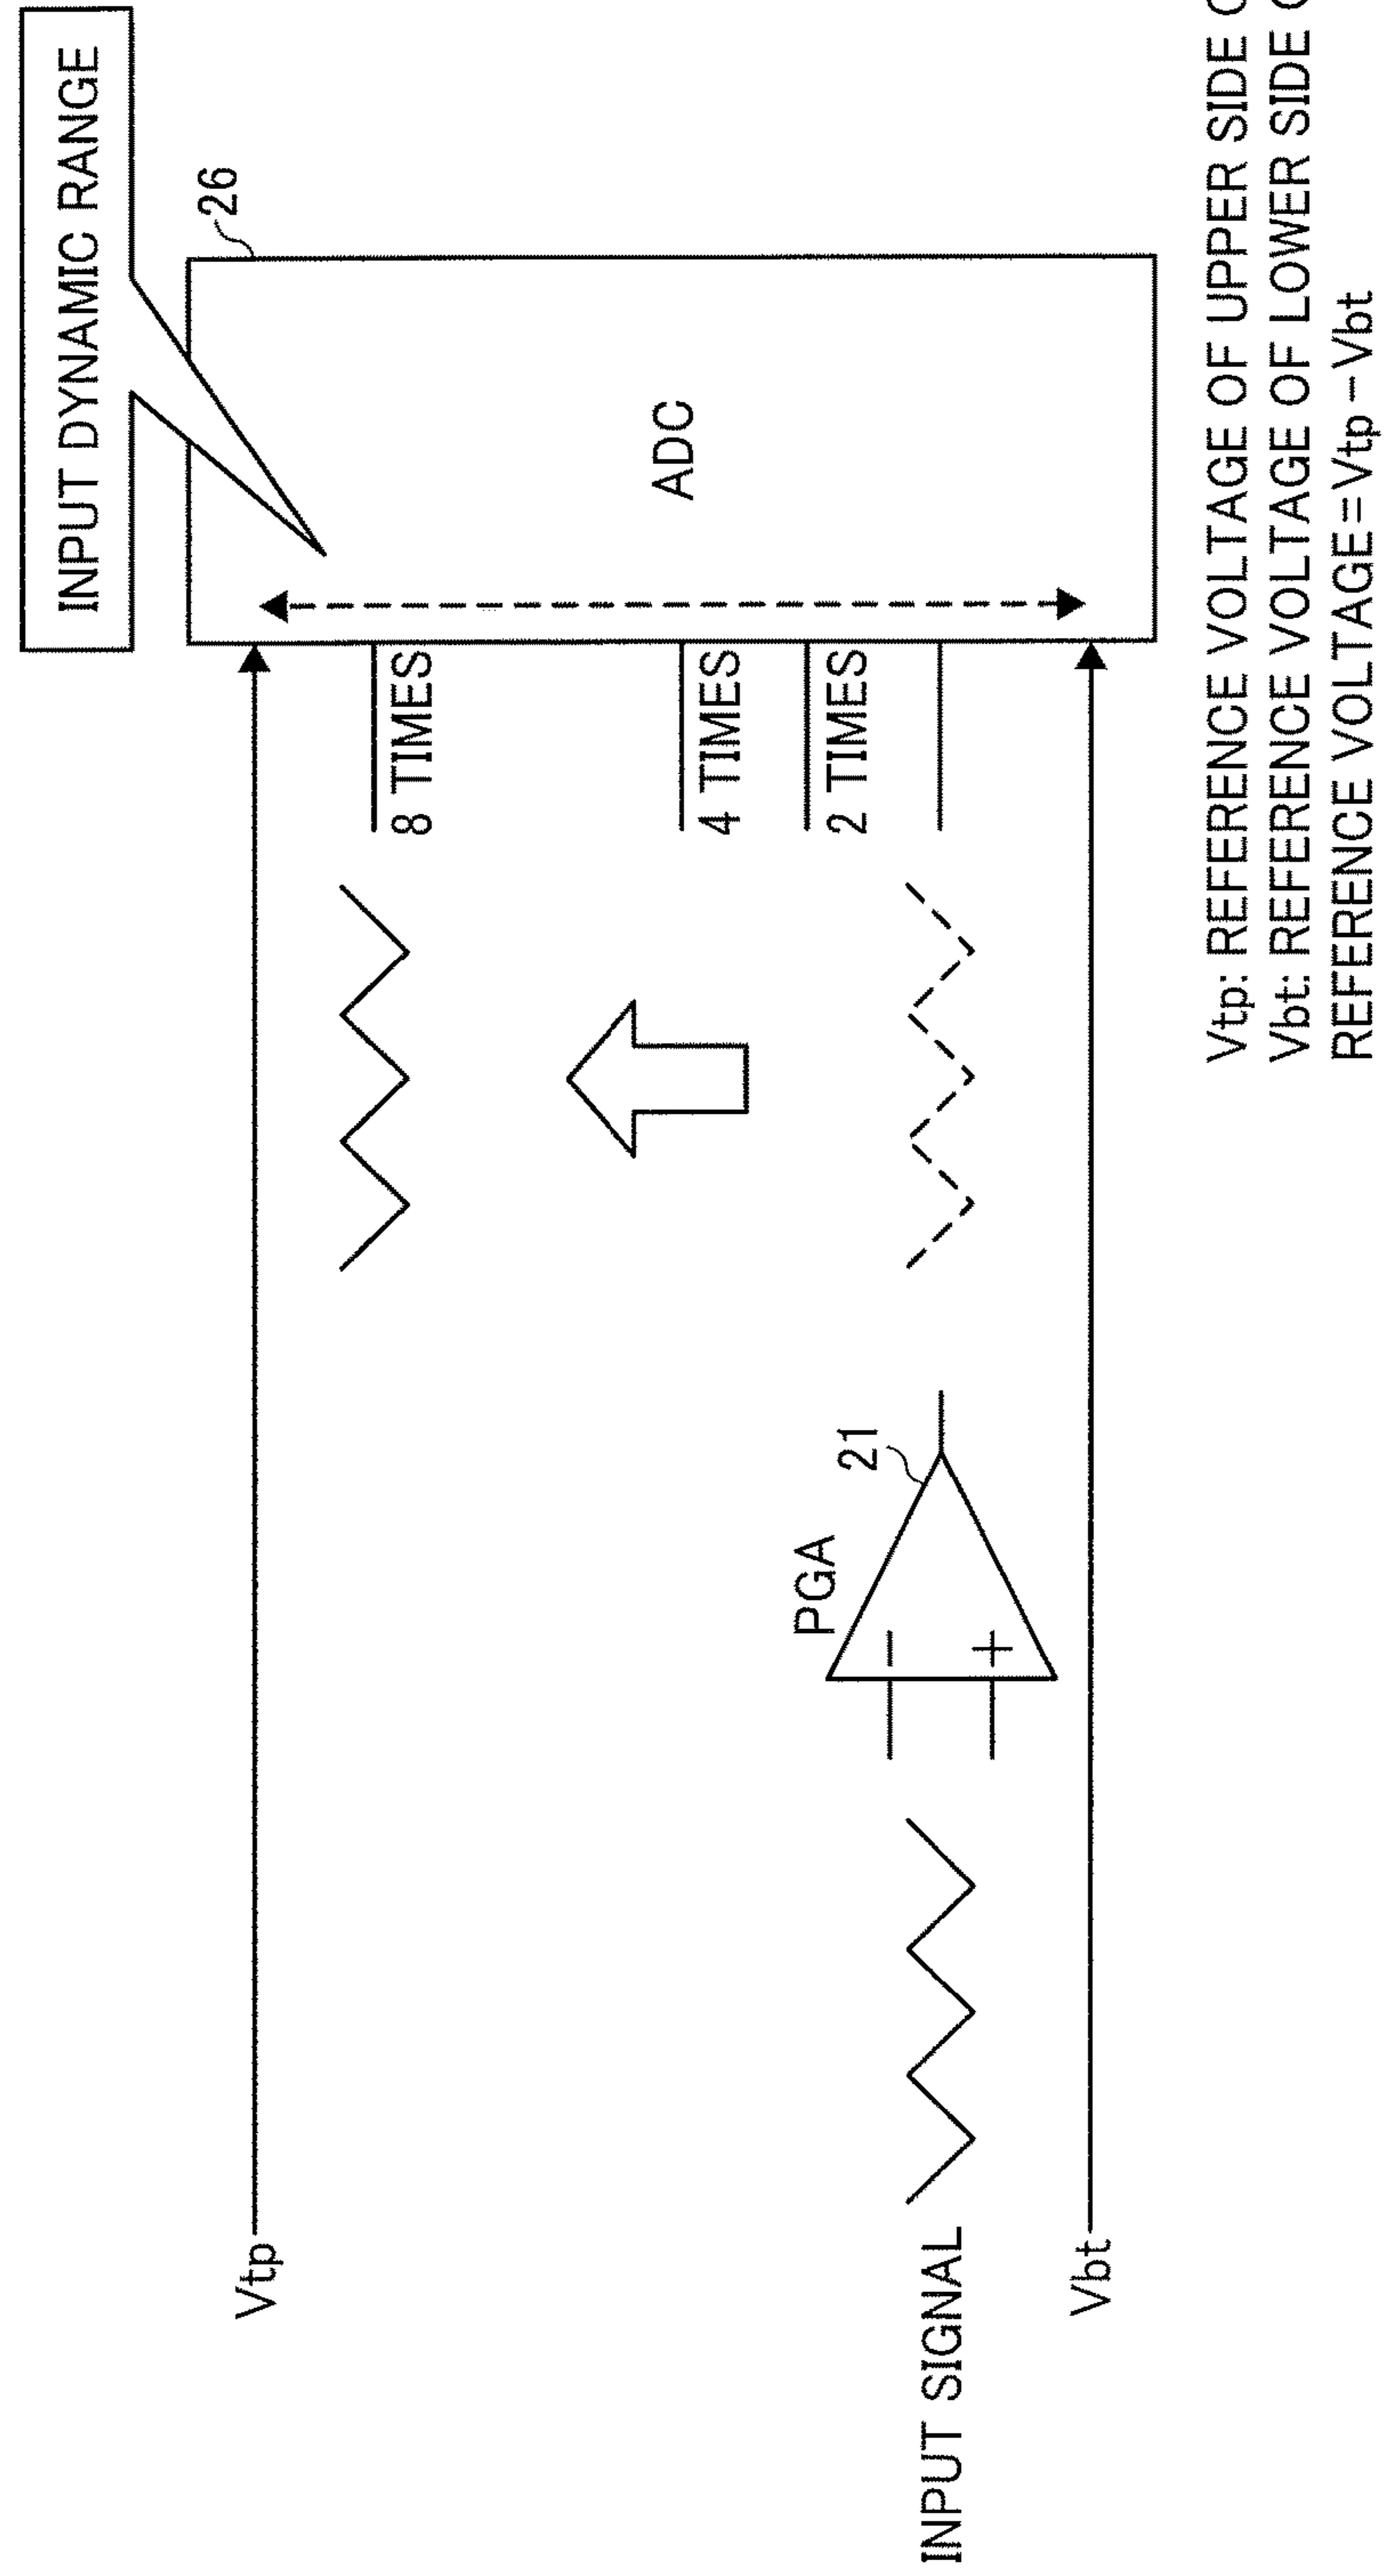 INPUT DYNAMIC RANGE
26
Vtp
8 TIMES
ADC
4 TIMES
PGA
21
2 TIMES
INPUT SIGNAL
Vbt
Vtp: REFERENCE VOLTAGE OF UPPER SIDE
Vbt: REFERENCE VOLTAGE OF LOWER SIDE
REFERENCE VOLTAGE=Vtp-Vbt